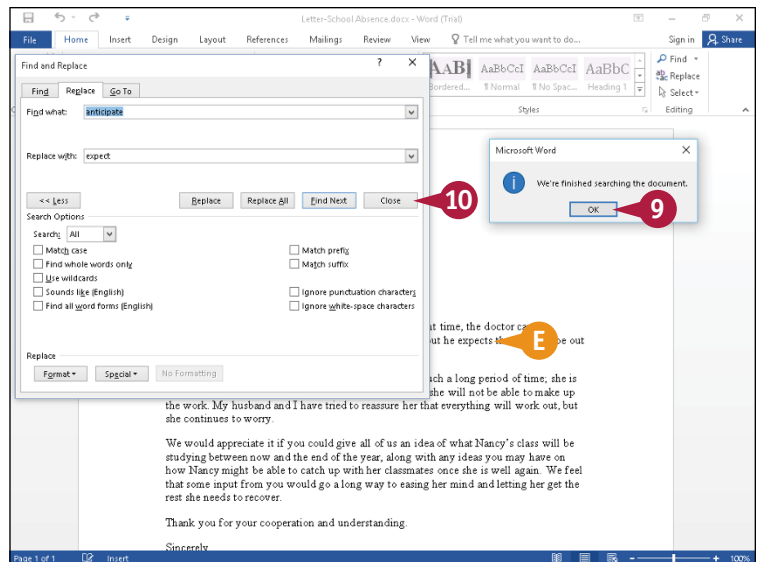 Letter-School Absence.docx - Word (Trial)
File Home Insert Design Layout References Mailings Review View Tell me what you want to do... Sign in Share
Find and Replace ? ×
Find Replace Go To
Find what: anticipate
Replace with: expect
<< Less Replace Replace All Find Next Close
Search Options
Search: All
Match case
Find whole words only
Use wildcards
Sounds like (English)
Find all word forms (English)
Match prefix
Match suffix
Ignore punctuation characters
Ignore white-space characters
Replace
Format Special No Formatting
10
AaB AaBbCcI AaBbCcI AaBbC
Bordered... ¶ Normal ¶ No Spac... Heading 1
Styles
Find
Replace
Select
Editing
Microsoft Word ×
We're finished searching the document.
OK
9
t time, the doctor
ut he expects E be out
ch a long period of time; she is
she will not be able to make up
the work. My husband and I have tried to reassure her that everything will work out, but
she continues to worry.
We would appreciate it if you could give all of us an idea of what Nancy's class will be
studying between now and the end of the year, along with any ideas you may have on
how Nancy might be able to catch up with her classmates once she is well again. We feel
that some input from you would go a long way to easing her mind and letting her get the
rest she needs to recover.
Thank you for your cooperation and understanding.
Sincerely
Page 1 of 1 Insert 100%